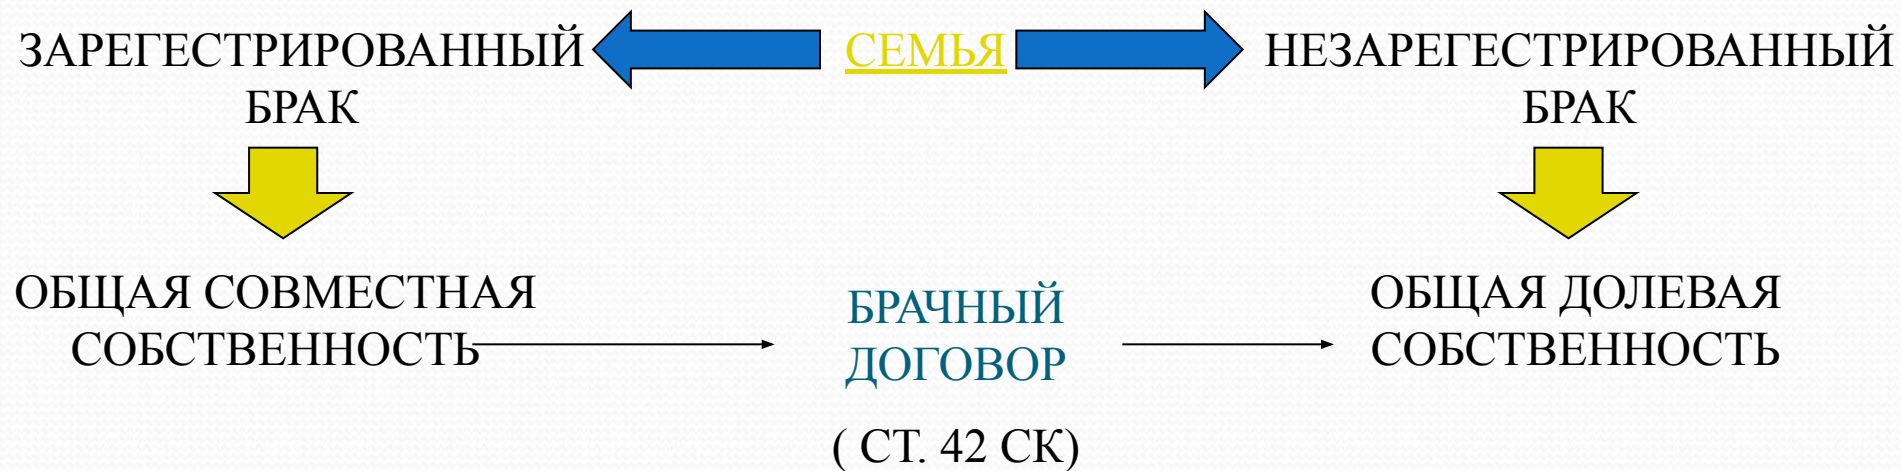 ЗАРЕГЕСТРИРОВАННЫЙ
БРАК
СЕМЬЯ
НЕЗАРЕГЕСТРИРОВАННЫЙ
БРАК
ОБЩАЯ СОВМЕСТНАЯ
СОБСТВЕННОСТЬ
БРАЧНЫЙ
ДОГОВОР
( СТ. 42 СК)
ОБЩАЯ ДОЛЕВАЯ
СОБСТВЕННОСТЬ